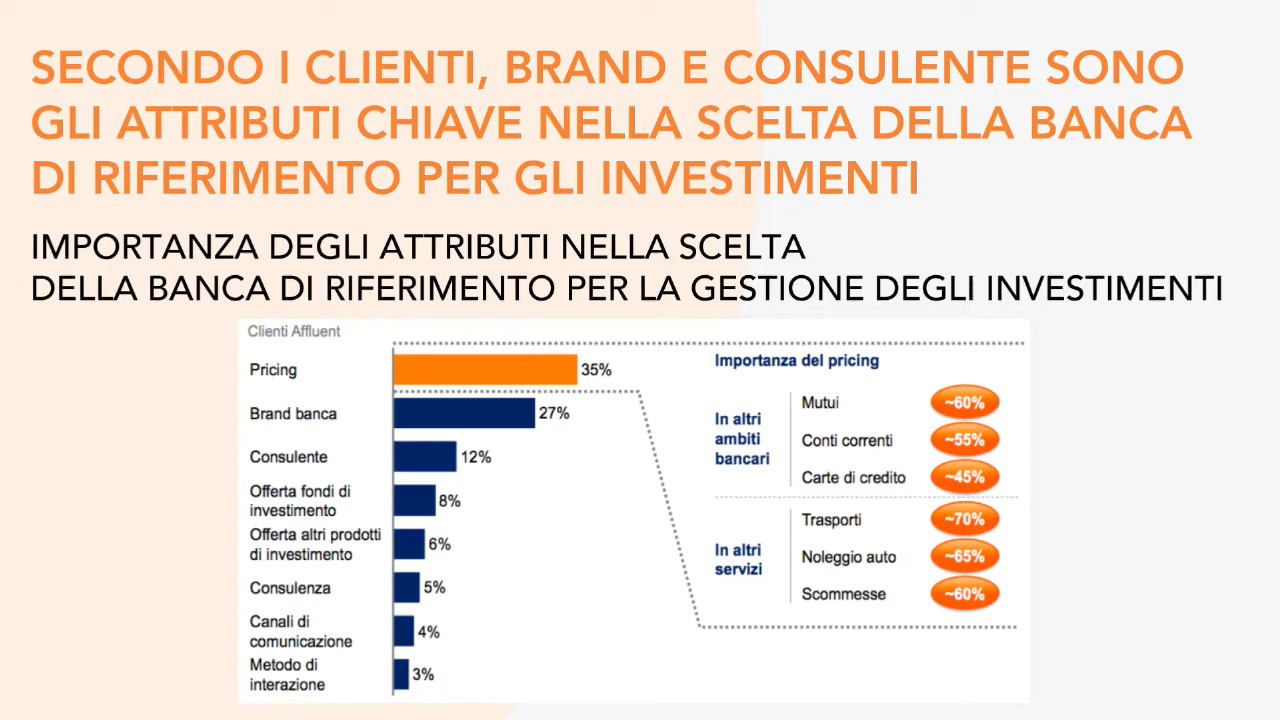 SECONDO I CLIENTI, BRAND E CONSULENTE SONO
GLI ATTRIBUTI CHIAVE NELLA SCELTA DELLA BANCA
DI RIFERIMENTO PER GLI INVESTIMENTI
IMPORTANZA DEGLI ATTRIBUTI NELLA SCELTA
DELLA BANCA DI RIFERIMENTO PER LA GESTIONE DEGLI INVESTIMENTI
Clienti Affluent
Pricing 35%
Brand banca 27%
Consulente 12%
Offerta fondi di
investimento 8%
Offerta altri prodotti
di investimento 6%
Consulenza 5%
Canali di
comunicazione 4%
Metodo di
interazione 3%
Importanza del pricing
In altri
ambiti
bancari
Mutui ~60%
Conti correnti ~55%
Carte di credito ~45%
In altri
servizi
Trasporti ~70%
Noleggio auto ~65%
Scommesse ~60%